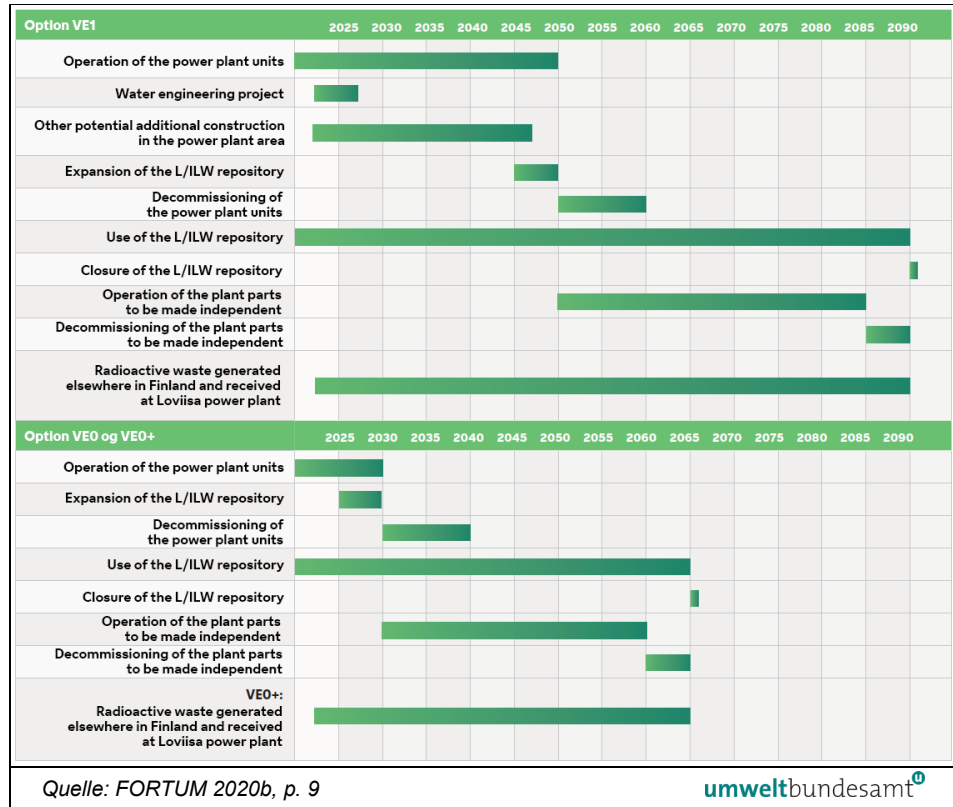 Option VE1
2025 2030 2035 2040 2045 2050 2055 2060 2065 2070 2075 2080 2085 2090
Operation of the power plant units
Water engineering project
Other potential additional construction
in the power plant area
Expansion of the L/ILW repository
Decommissioning of
the power plant units
Use of the L/ILW repository
Closure of the L/ILW repository
Operation of the plant parts
to be made independent
Decommissioning of the plant parts
to be made independent
Radioactive waste generated
elsewhere in Finland and received
at Loviisa power plant
Option VE0 og VE0+
2025 2030 2035 2040 2045 2050 2055 2060 2065 2070 2075 2080 2085 2090
Operation of the power plant units
Expansion of the L/ILW repository
Decommissioning of
the power plant units
Use of the L/ILW repository
Closure of the L/ILW repository
Operation of the plant parts
to be made independent
Decommissioning of the plant parts
to be made independent
VE0+:
Radioactive waste generated
elsewhere in Finland and received
at Loviisa power plant
Quelle: FORTUM 2020b, p. 9
umweltbundesamt u